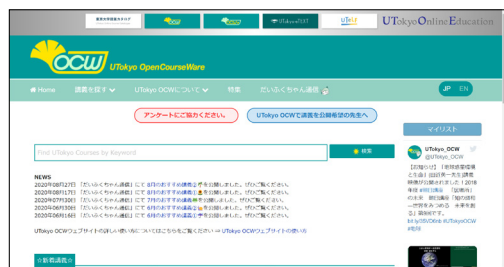 東京大学授業カタログ
OCW
UTokyo Online Education
OCW UTokyo OpenCourseWare
Home 講義を探す UTokyo OCWについて 特集 だいふくちゃん通信 JP EN
アンケートにご協力ください。 UTokyo OCWで講義を公開希望の先生へ
マイリスト
Find UTokyo Courses by Keyword 検索
UTokyo OCW
@UTokyo_OCW
NEWS
2020年08月27日 「だいふくちゃん通信」にて 8月のおすすめ講義②を公開しました。ぜひご覧ください。
「だいふくちゃん通信」にて 8月のおすすめ講義①を公開しました。ぜひご覧ください。
2020年07月30日 「だいふくちゃん通信」にて 7月のおすすめ講義を公開しました。ぜひご覧ください。
2020年06月30日 「だいふくちゃん通信」にて 6月のおすすめ講義②を公開しました。ぜひご覧ください。
2020年06月16日 「だいふくちゃん通信」にて 6月のおすすめ講義①を公開しました。ぜひご覧ください。
UTokyo OCWウェブサイトの詳しい使い方についてはこちらをご覧ください ⇒ UTokyo OCWウェブサイトの使い方
☆新着講義☆